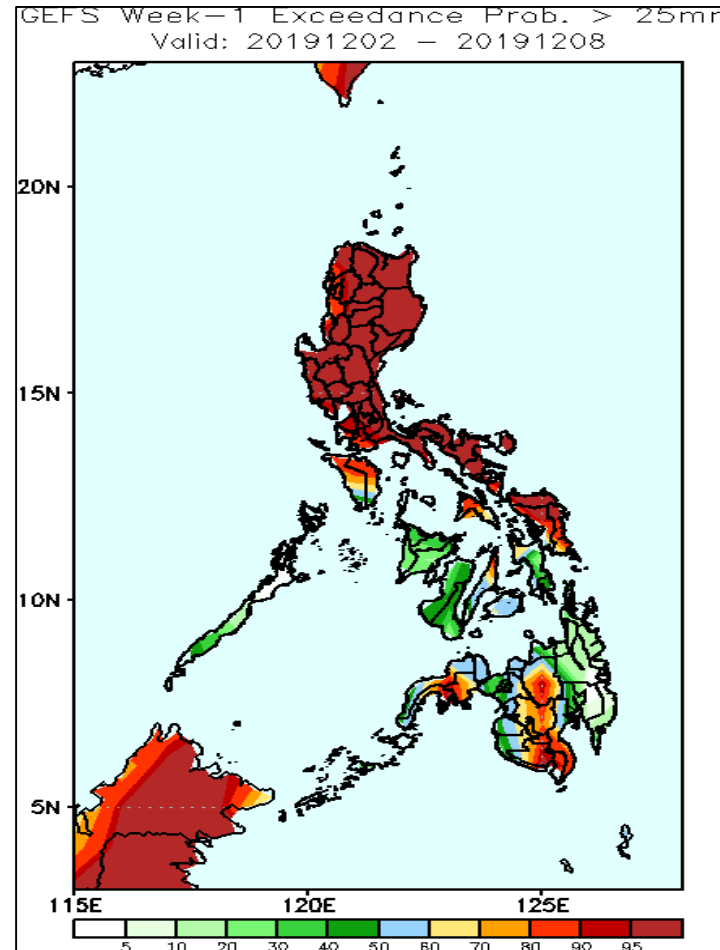 GEFS Week-1 Exceedance Prob. > 25mm
Valid: 20191202 - 20191208
20N
15N
10N
5N
115E 120E 125E
5 10 20 30 40 50 60 70 80 90 95